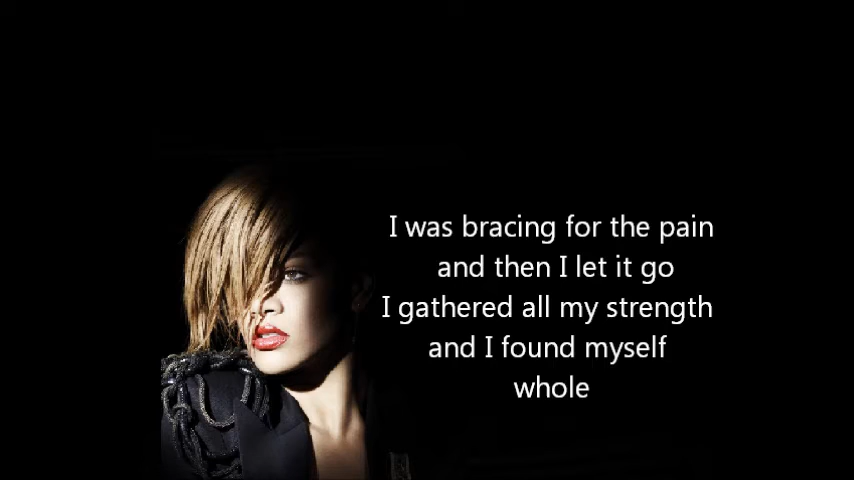 I was bracing for the pain
and then I let it go
I gathered all my strength
and I found myself
whole